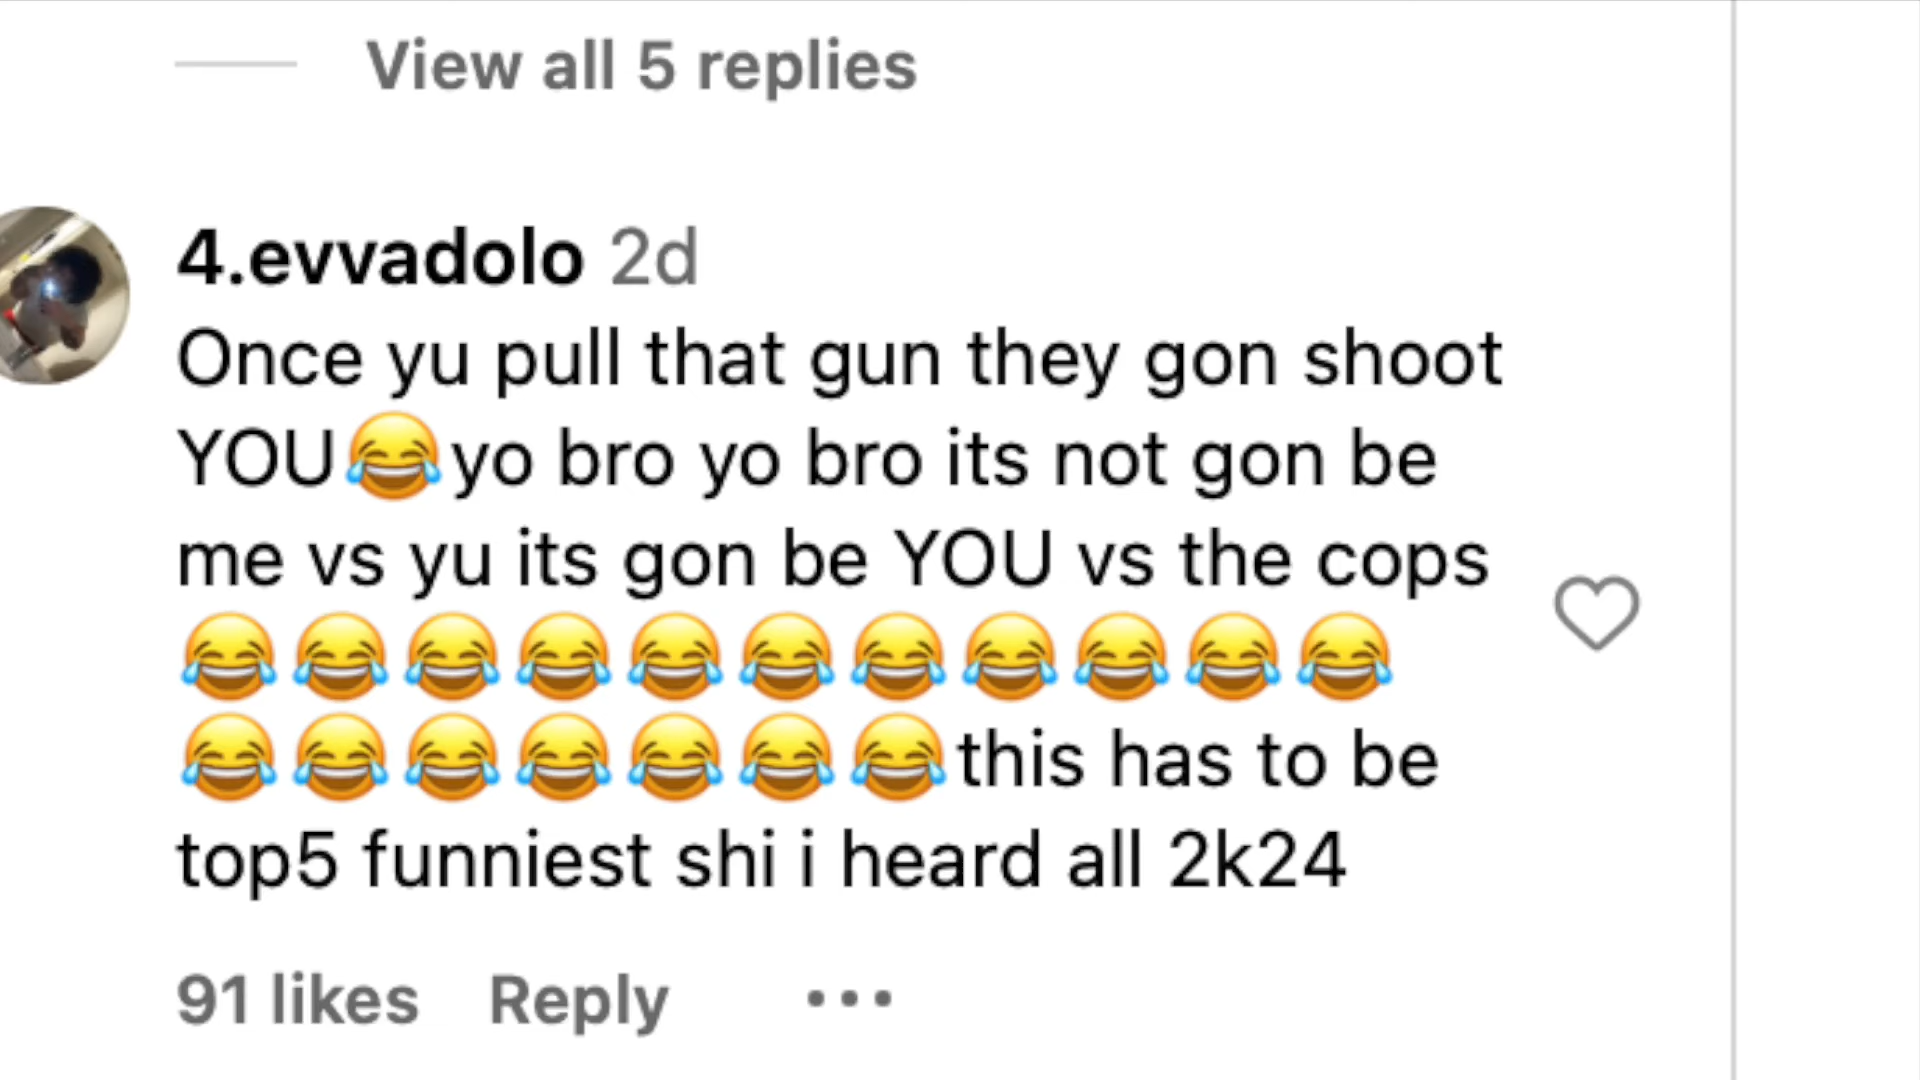 View all 5 replies
4.evvadolo 2d
Once yu pull that gun they gon shoot
YOU😂yo bro yo bro its not gon be
me vs yu its gon be YOU vs the cops
😂😂😂😂😂😂😂😂😂😂😂
😂😂😂😂😂😂😂this has to be
top5 funniest shi i heard all 2k24
91 likes Reply •••